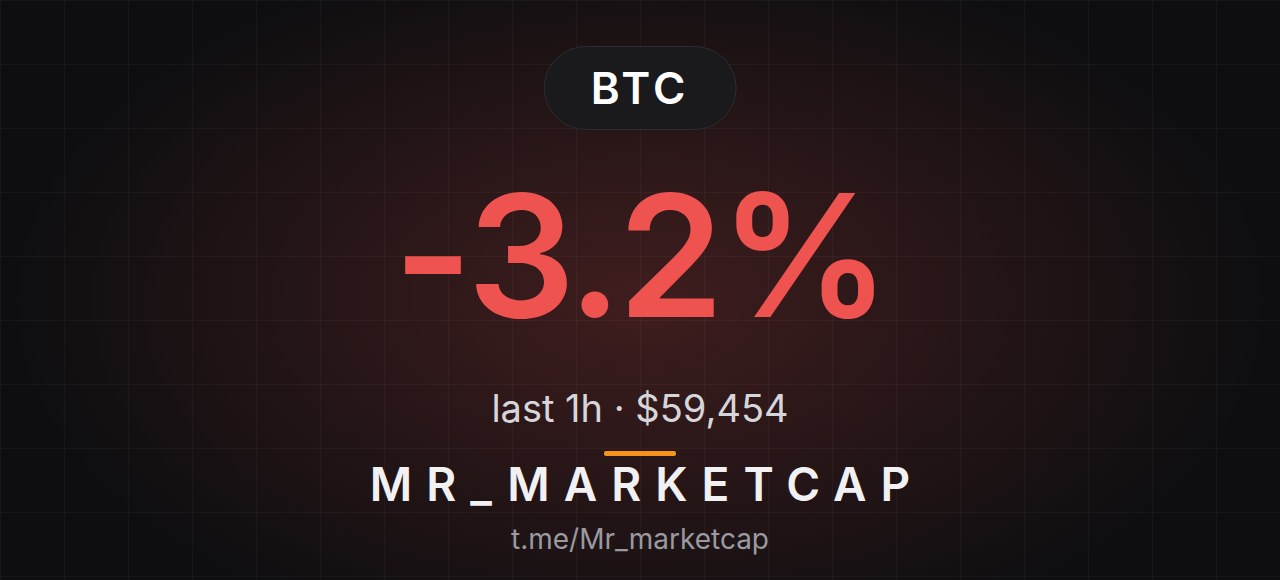 BTC
-3.2%
last 1h · $59,454
MR_MARKETCAP
t.me/Mr_marketcap